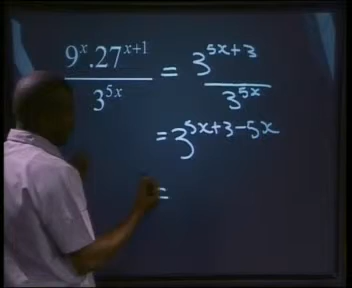 9^x . 27^{x+1} / 3^{5x} = 3^{5x+3} / 3^{5x}
= 3^{5x+3-5x}
=